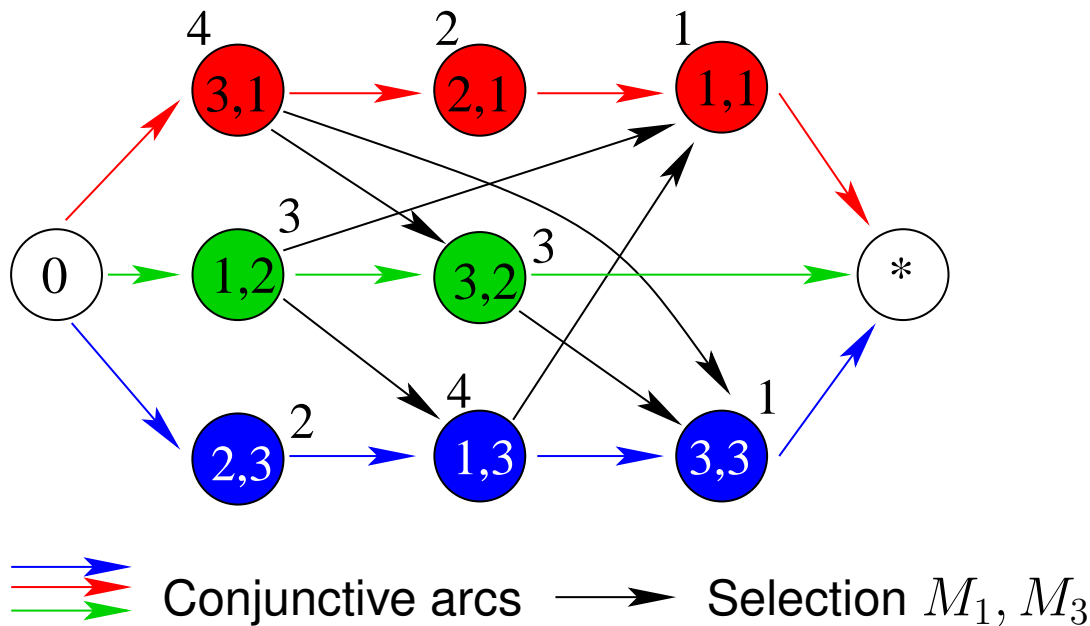 4 2 1
3,1 2,1 1,1
3 3
0 1,2 3,2 *
2 4 1
2,3 1,3 3,3
Conjunctive arcs Selection M₁, M₃